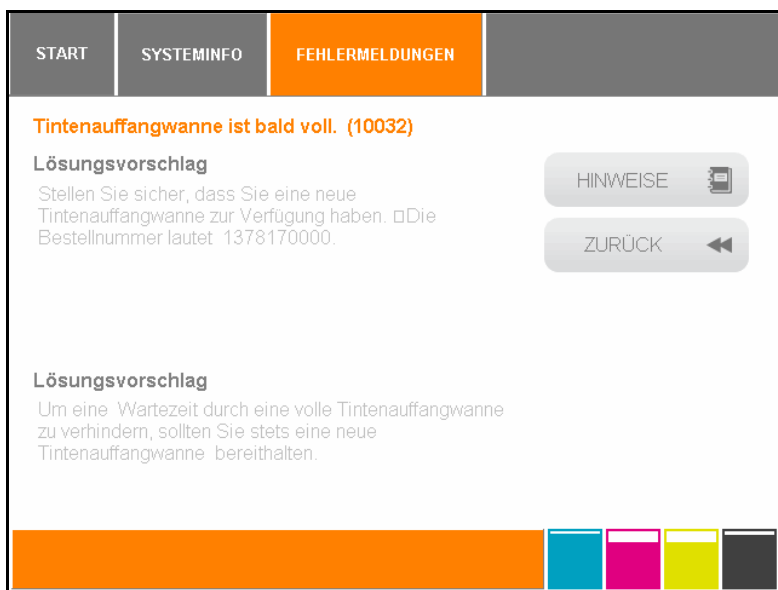 START SYSTEMINFO FEHLERMELDUNGEN
Tintenauffangwanne ist bald voll. (10032)
Lösungsvorschlag
Stellen Sie sicher, dass Sie eine neue
Tintenauffangwanne zur Verfügung haben. □Die
Bestellnummer lautet 1378170000.
HINWEISE
ZURÜCK
Lösungsvorschlag
Um eine Wartezeit durch eine volle Tintenauffangwanne
zu verhindern, sollten Sie stets eine neue
Tintenauffangwanne bereithalten.